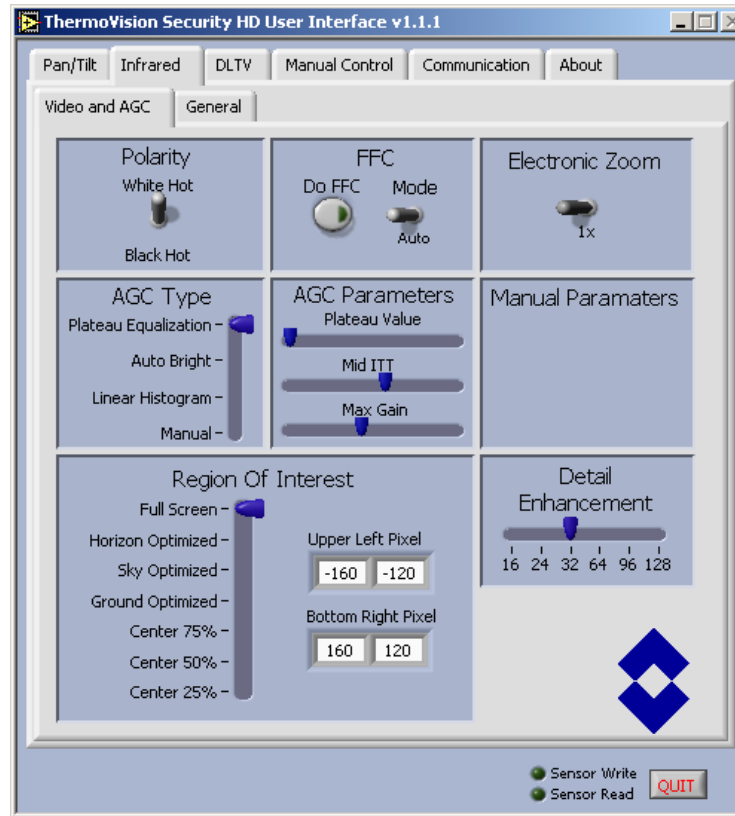 ThermoVision Security HD User Interface v1.1.1
Pan/Tilt Infrared DLTV Manual Control Communication About
Video and AGC General
Polarity
White Hot
Black Hot
FFC
Do FFC Mode
Auto
Electronic Zoom
1x
AGC Type
Plateau Equalization
Auto Bright
Linear Histogram
Manual
AGC Parameters
Plateau Value
Mid ITT
Max Gain
Manual Paramaters
Region Of Interest
Full Screen
Horizon Optimized
Sky Optimized
Ground Optimized
Center 75%
Center 50%
Center 25%
Upper Left Pixel
-160 -120
Bottom Right Pixel
160 120
Detail
Enhancement
16 24 32 64 96 128
Sensor Write
Sensor Read
QUIT